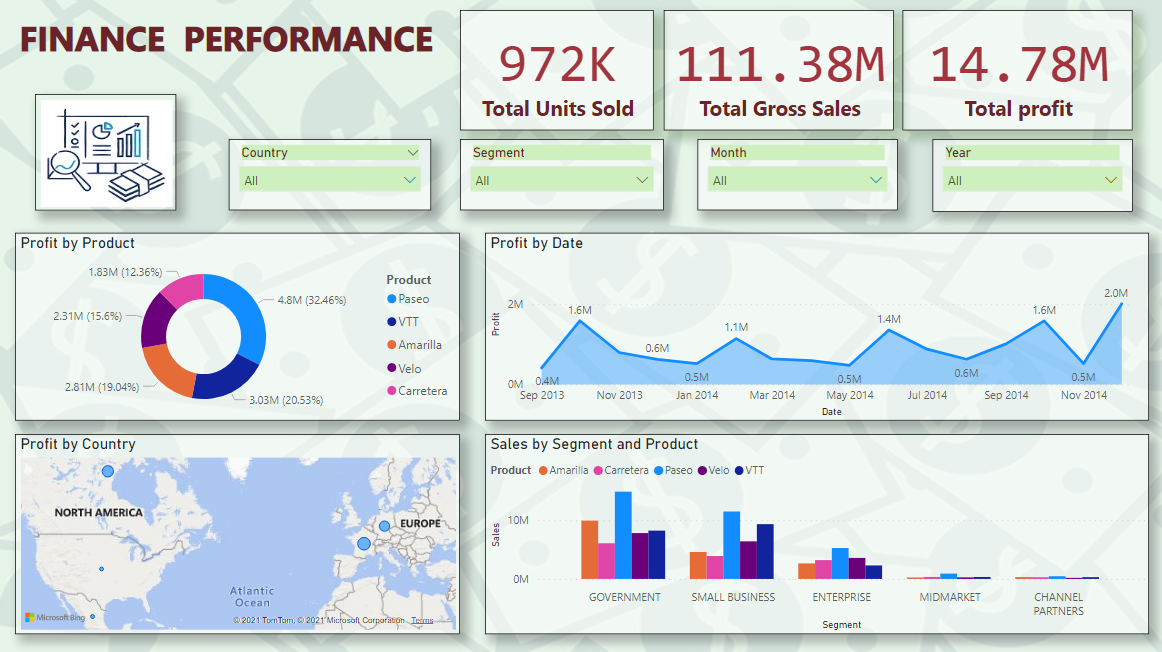 FINANCE PERFORMANCE
972K
Total Units Sold
111.38M
Total Gross Sales
14.78M
Total profit
Country
All
Segment
All
Month
All
Year
All
Profit by Product
1.83M (12.36%)
4.8M (32.46%)
2.31M (15.6%)
2.81M (19.04%)
3.03M (20.53%)
Product
Paseo
VTT
Amarilla
Velo
Carretera
Profit by Date
Profit
2M
0M
0.4M
1.6M
0.6M
0.5M
1.1M
0.5M
1.4M
0.6M
1.6M
0.5M
2.0M
Sep 2013
Nov 2013
Jan 2014
Mar 2014
May 2014
Jul 2014
Sep 2014
Nov 2014
Date
Profit by Country
NORTH AMERICA
EUROPE
Atlantic
Ocean
Microsoft Bing
© 2021 TomTom, © 2021 Microsoft Corporation Terms
Sales by Segment and Product
Product Amarilla Carretera Paseo Velo VTT
Sales
10M
0M
GOVERNMENT
SMALL BUSINESS
ENTERPRISE
MIDMARKET
CHANNEL
PARTNERS
Segment